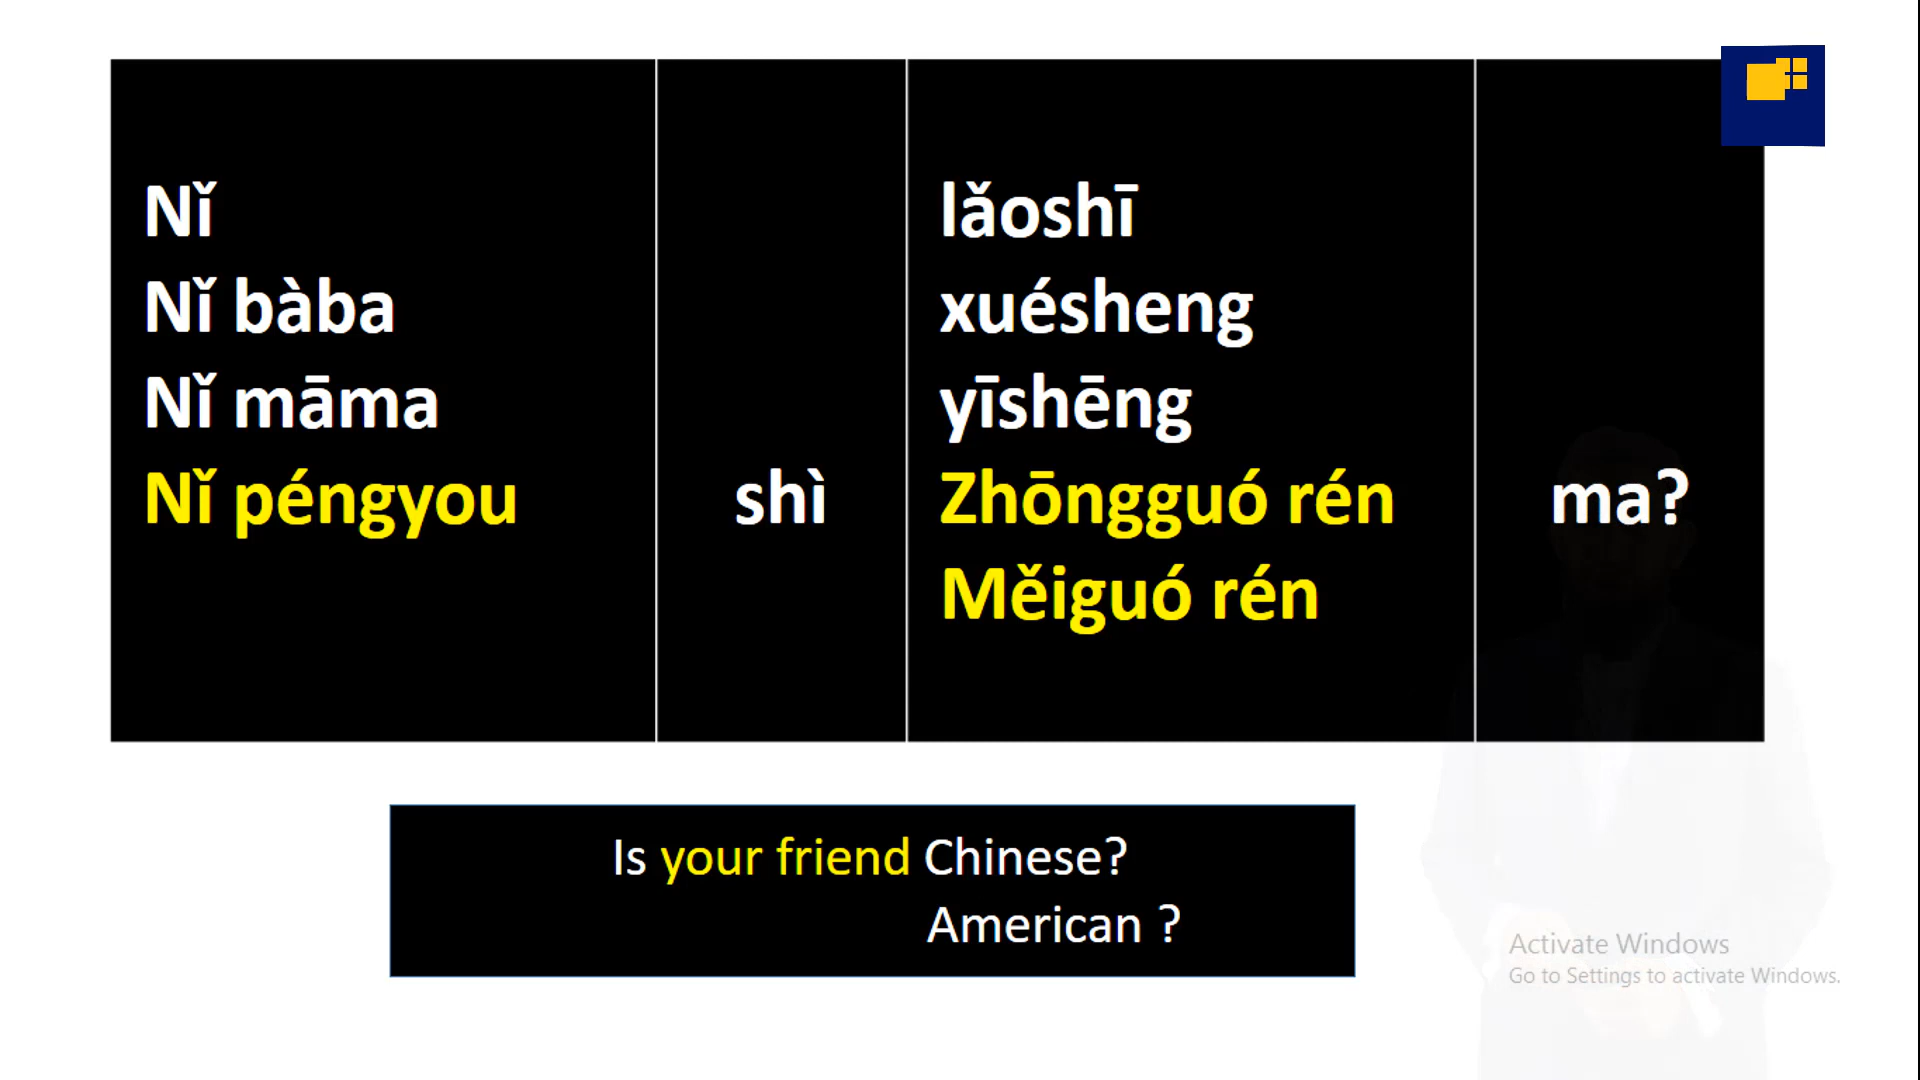 Nǐ
Nǐ bàba
Nǐ māma
Nǐ péngyou
shì
lǎoshī
xuésheng
yīshēng
Zhōngguó rén
Měiguó rén
ma?
Is your friend Chinese?
American ?
Activate Windows
Go to Settings to activate Windows.